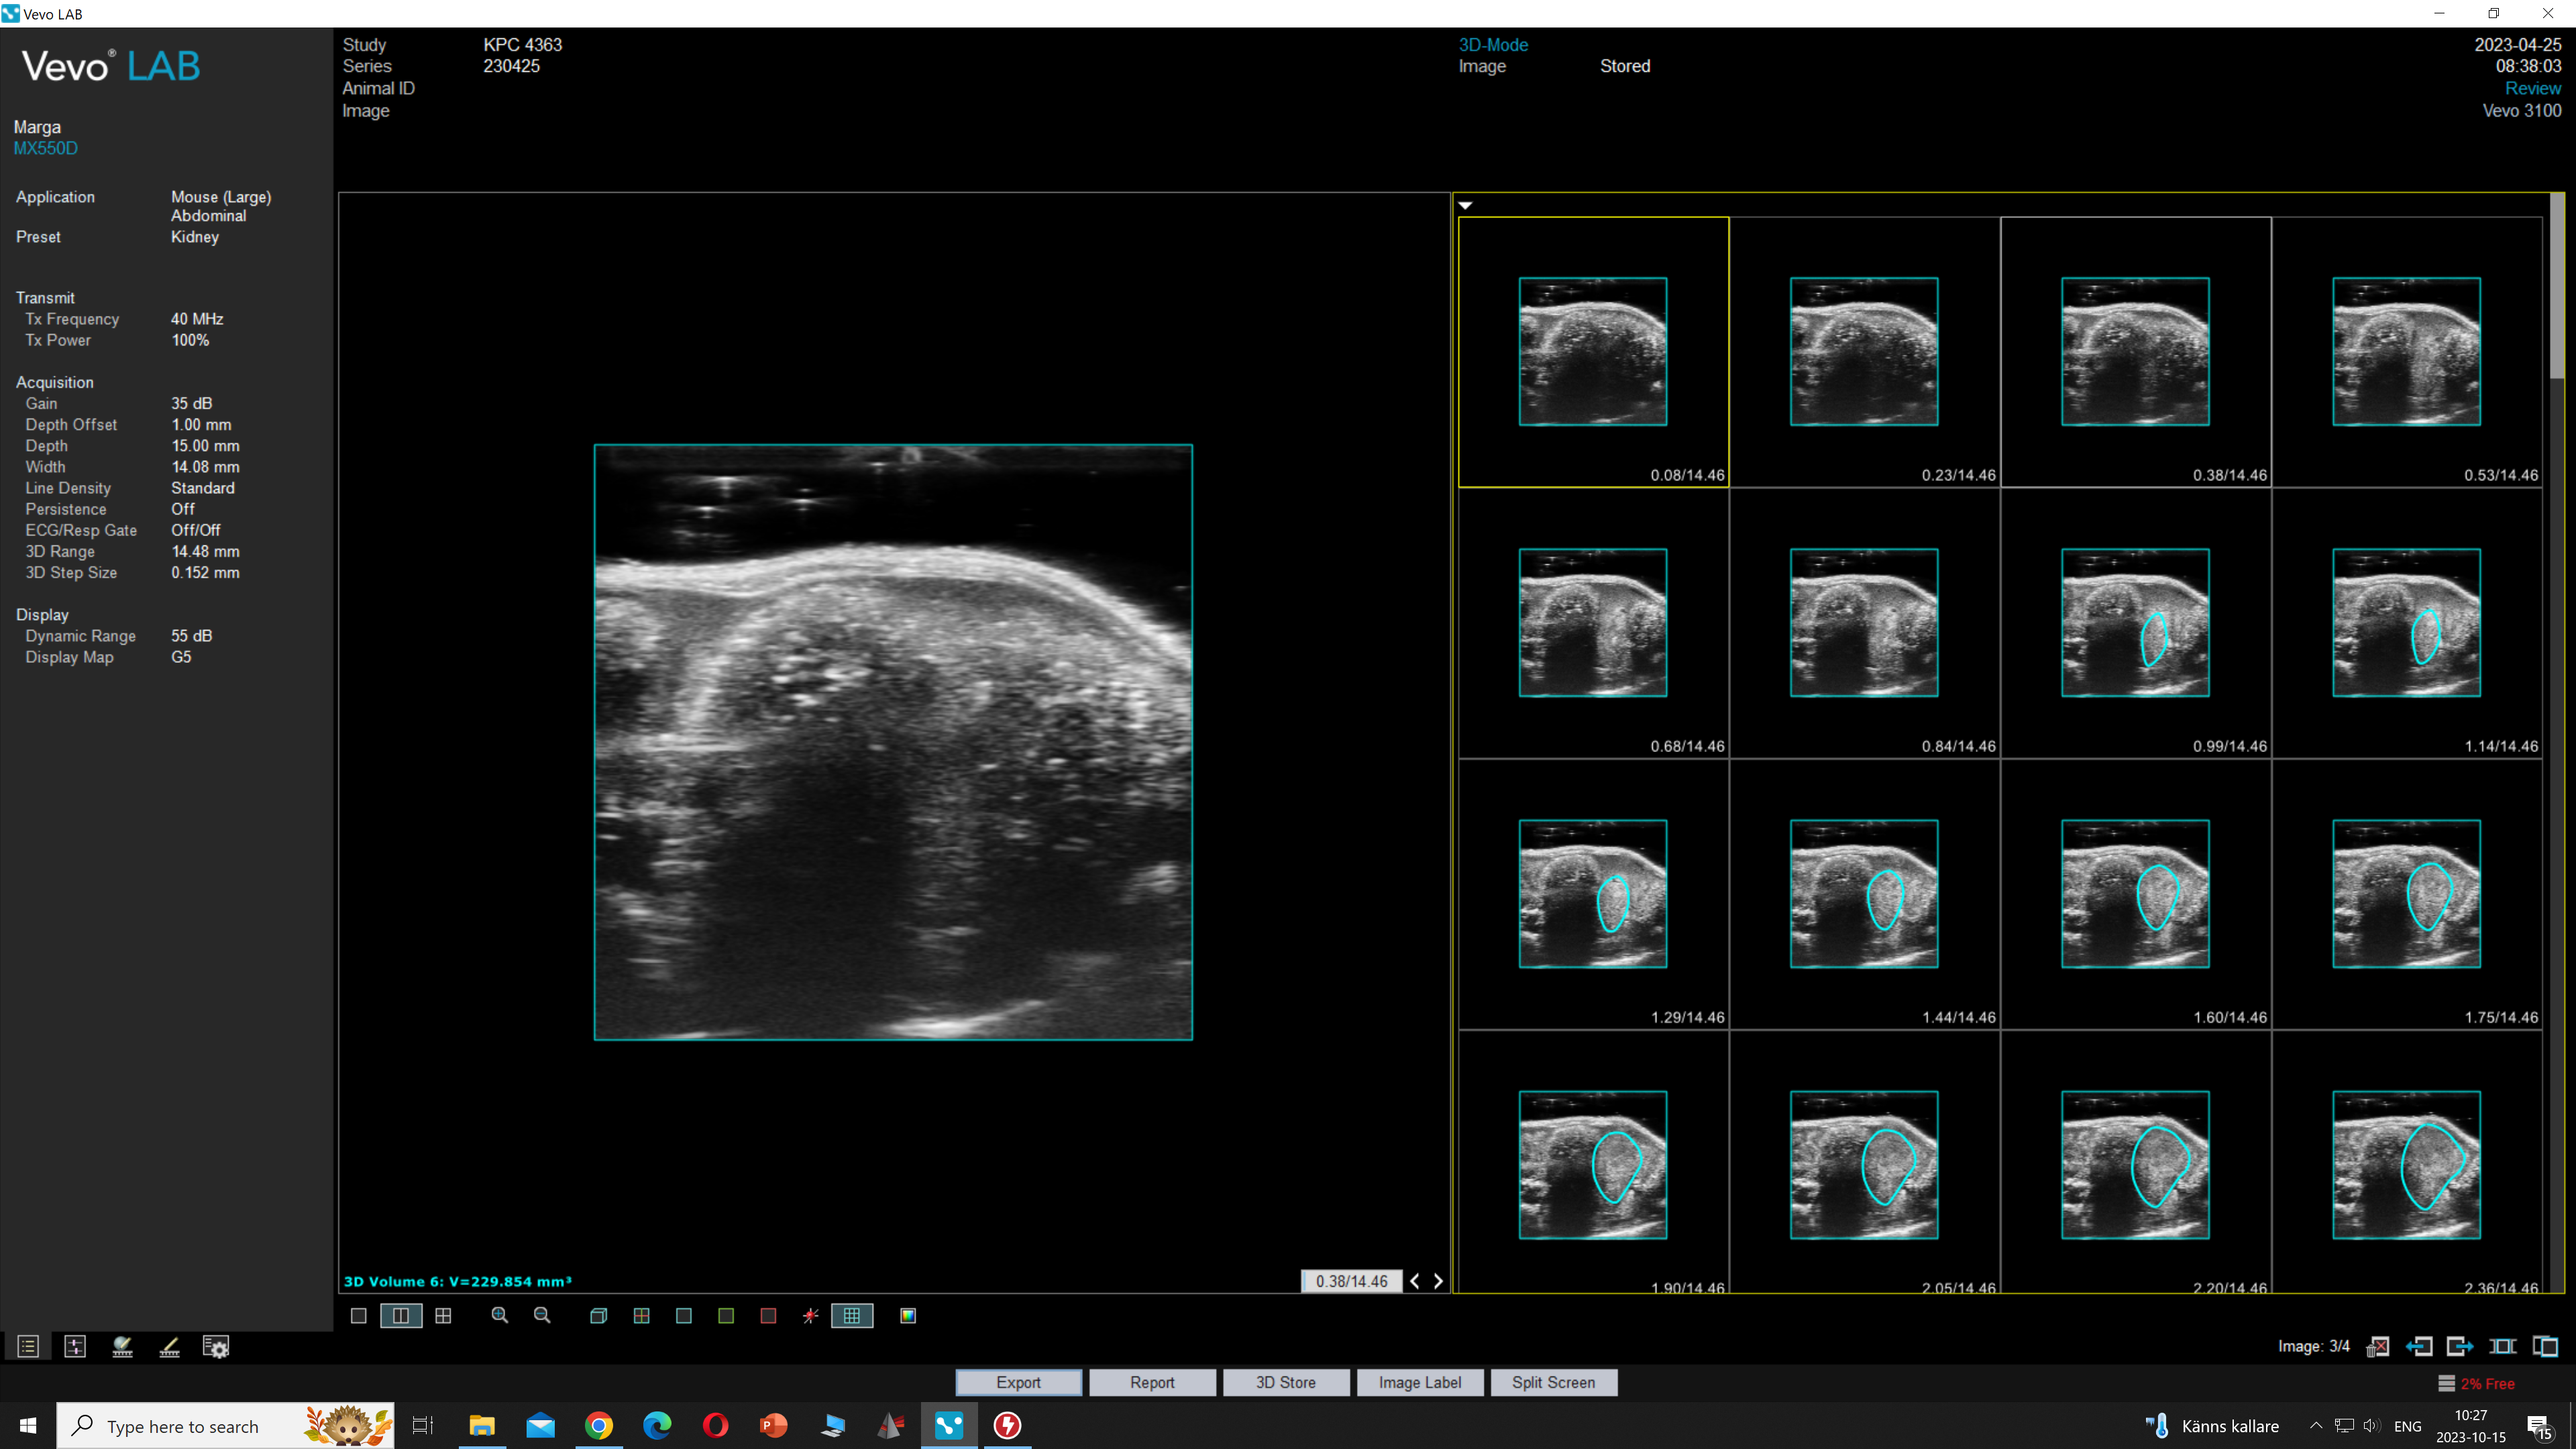 Vevo LAB
Vevo® LAB
Marga
MX550D
Application Mouse (Large)
Abdominal
Preset Kidney
Transmit
Tx Frequency 40 MHz
Tx Power 100%
Acquisition
Gain 35 dB
Depth Offset 1.00 mm
Depth 15.00 mm
Width 14.08 mm
Line Density Standard
Persistence Off
ECG/Resp Gate Off/Off
3D Range 14.48 mm
3D Step Size 0.152 mm
Display
Dynamic Range 55 dB
Display Map G5
Study KPC 4363
Series 230425
Animal ID
Image
3D-Mode
Image Stored
2023-04-25
08:38:03
Review
Vevo 3100
0.08/14.46 0.23/14.46 0.38/14.46 0.53/14.46
0.68/14.46 0.84/14.46 0.99/14.46 1.14/14.46
1.29/14.46 1.44/14.46 1.60/14.46 1.75/14.46
1.90/14.46 2.05/14.46 2.20/14.46 2.36/14.46
3D Volume 6: V=229.854 mm³
0.38/14.46
Image: 3/4
Export Report 3D Store Image Label Split Screen
2% Free
Type here to search
P
Känns kallare
ENG
10:27
2023-10-15
15